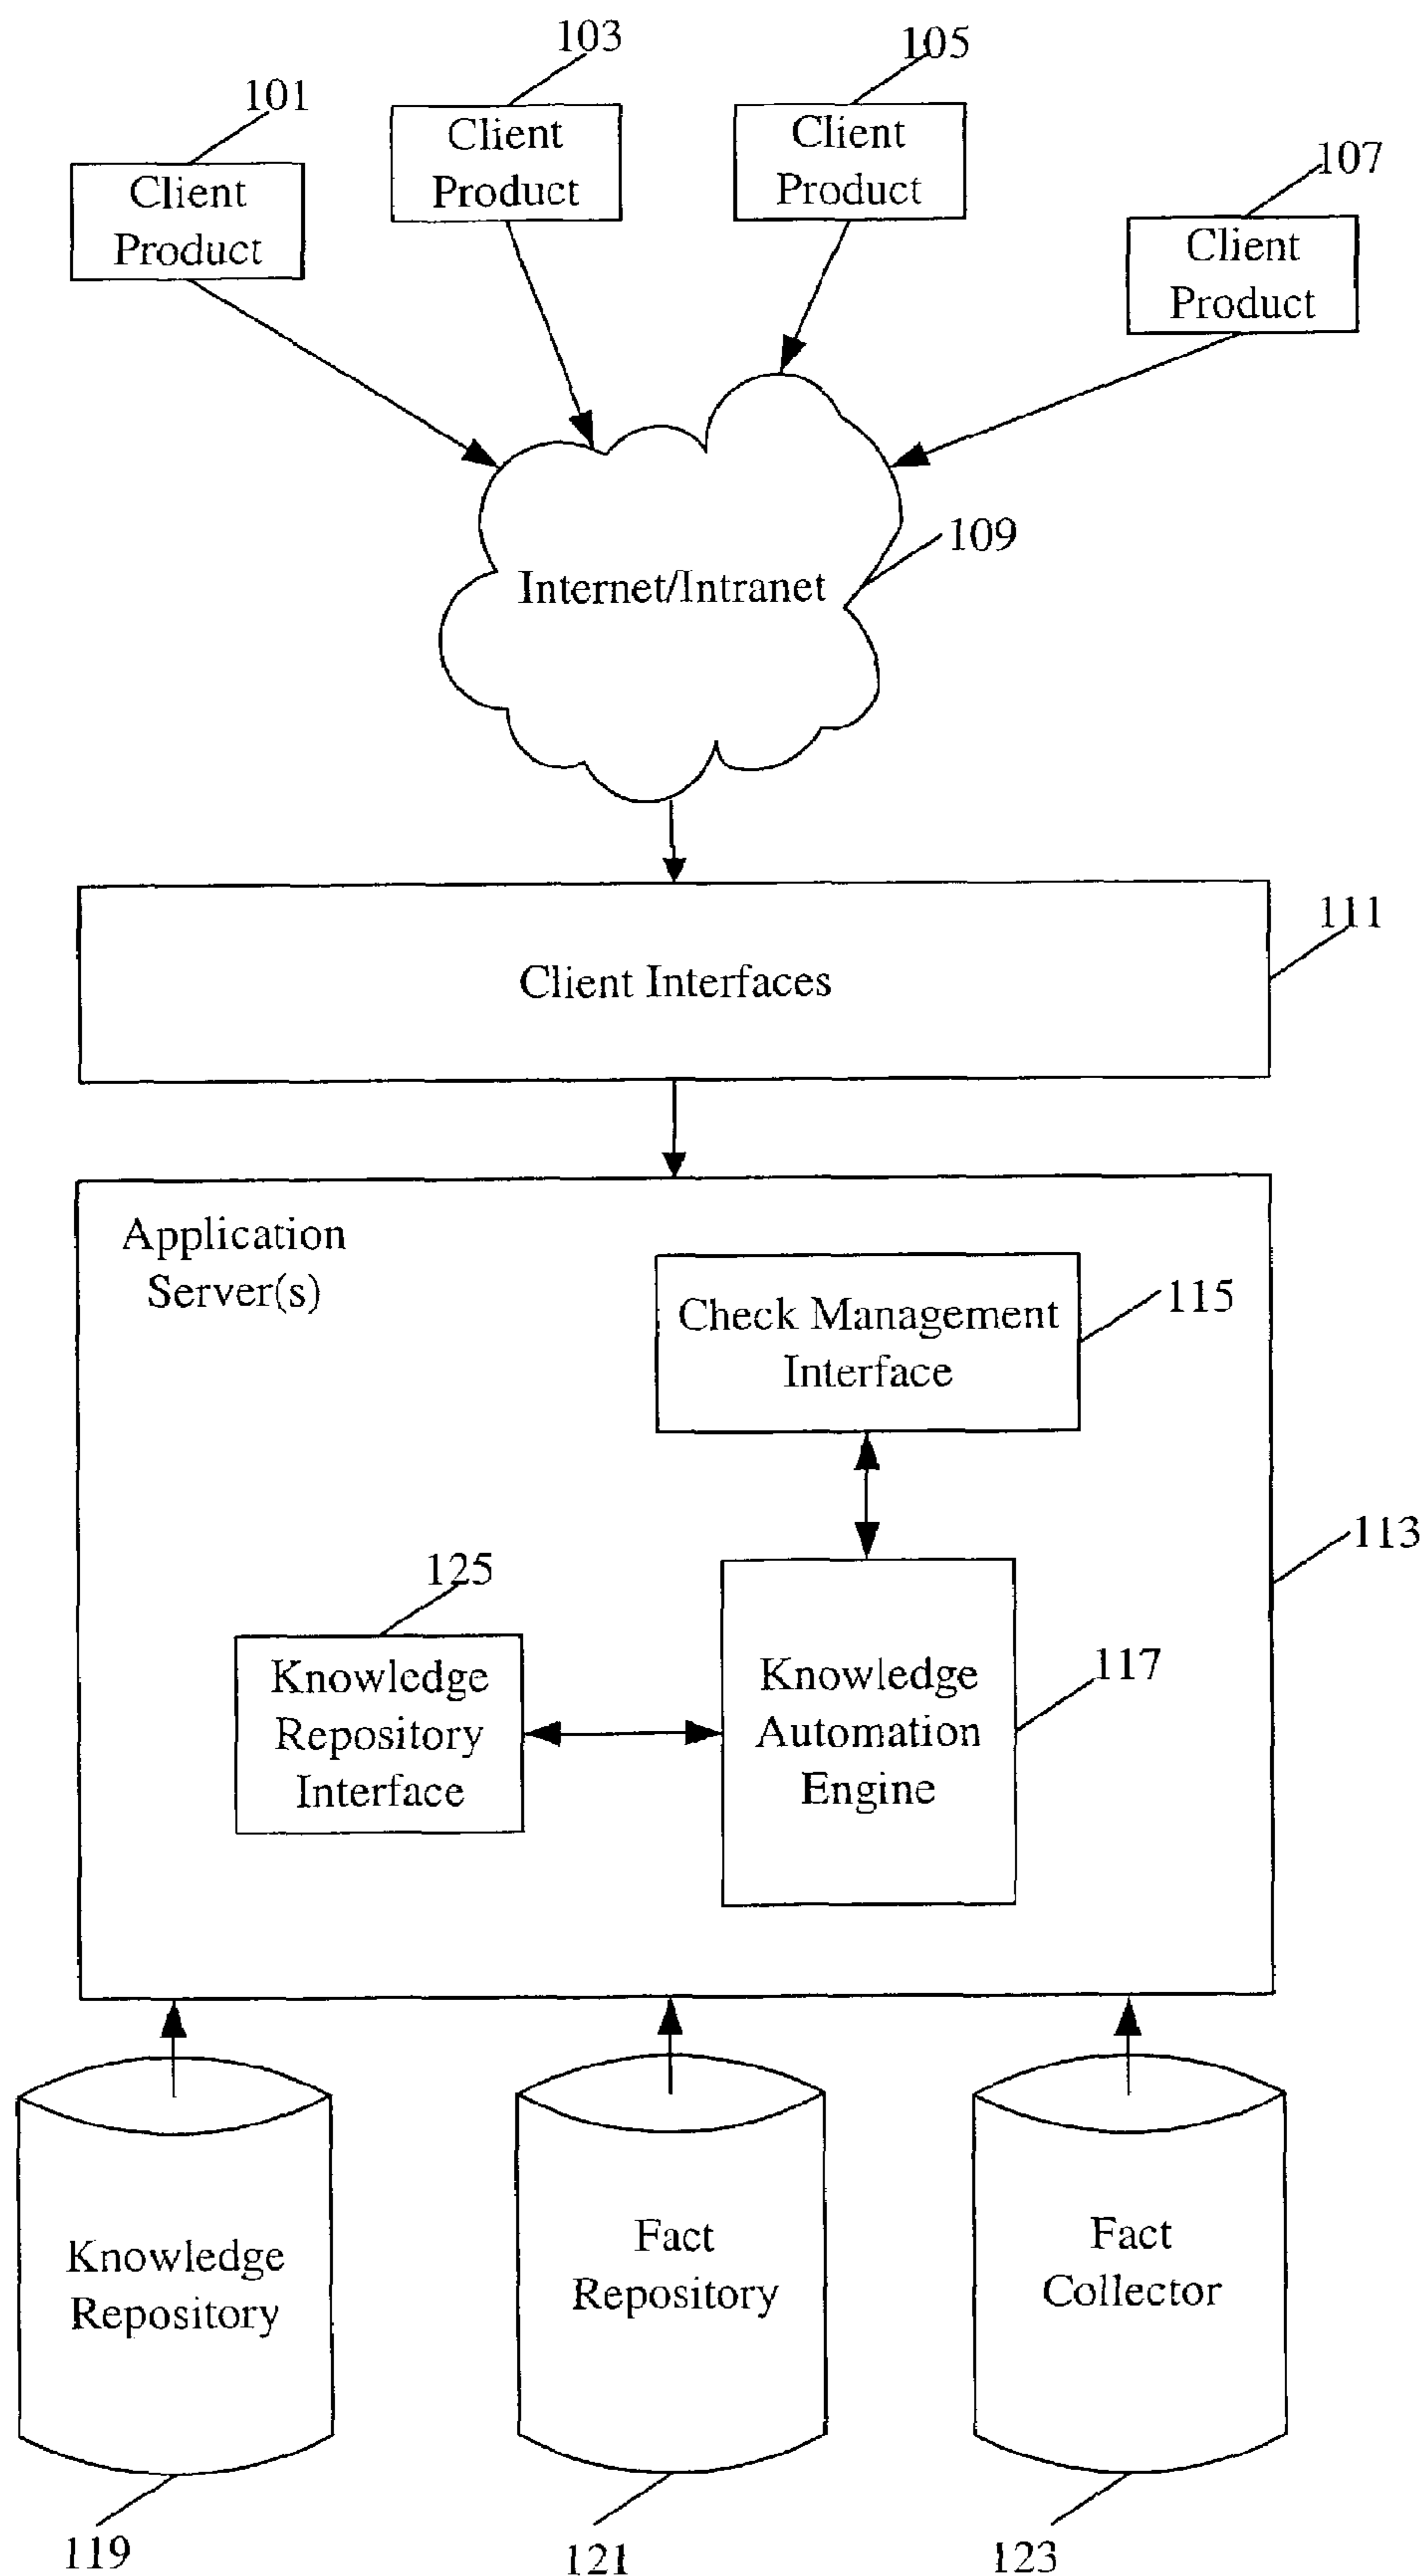 103
105
101
Client
Product
Client
Product
107
Client
Product
Client
Product
109
Internet/Intranet
111
Client Interfaces
Application
Server(s)
115
Check Management
Interface
113
125
117
Knowledge
Repository
Interface
Knowledge
Automation
Engine
Knowledge
Repository
Fact
Repository
Fact
Collector
119
121
123